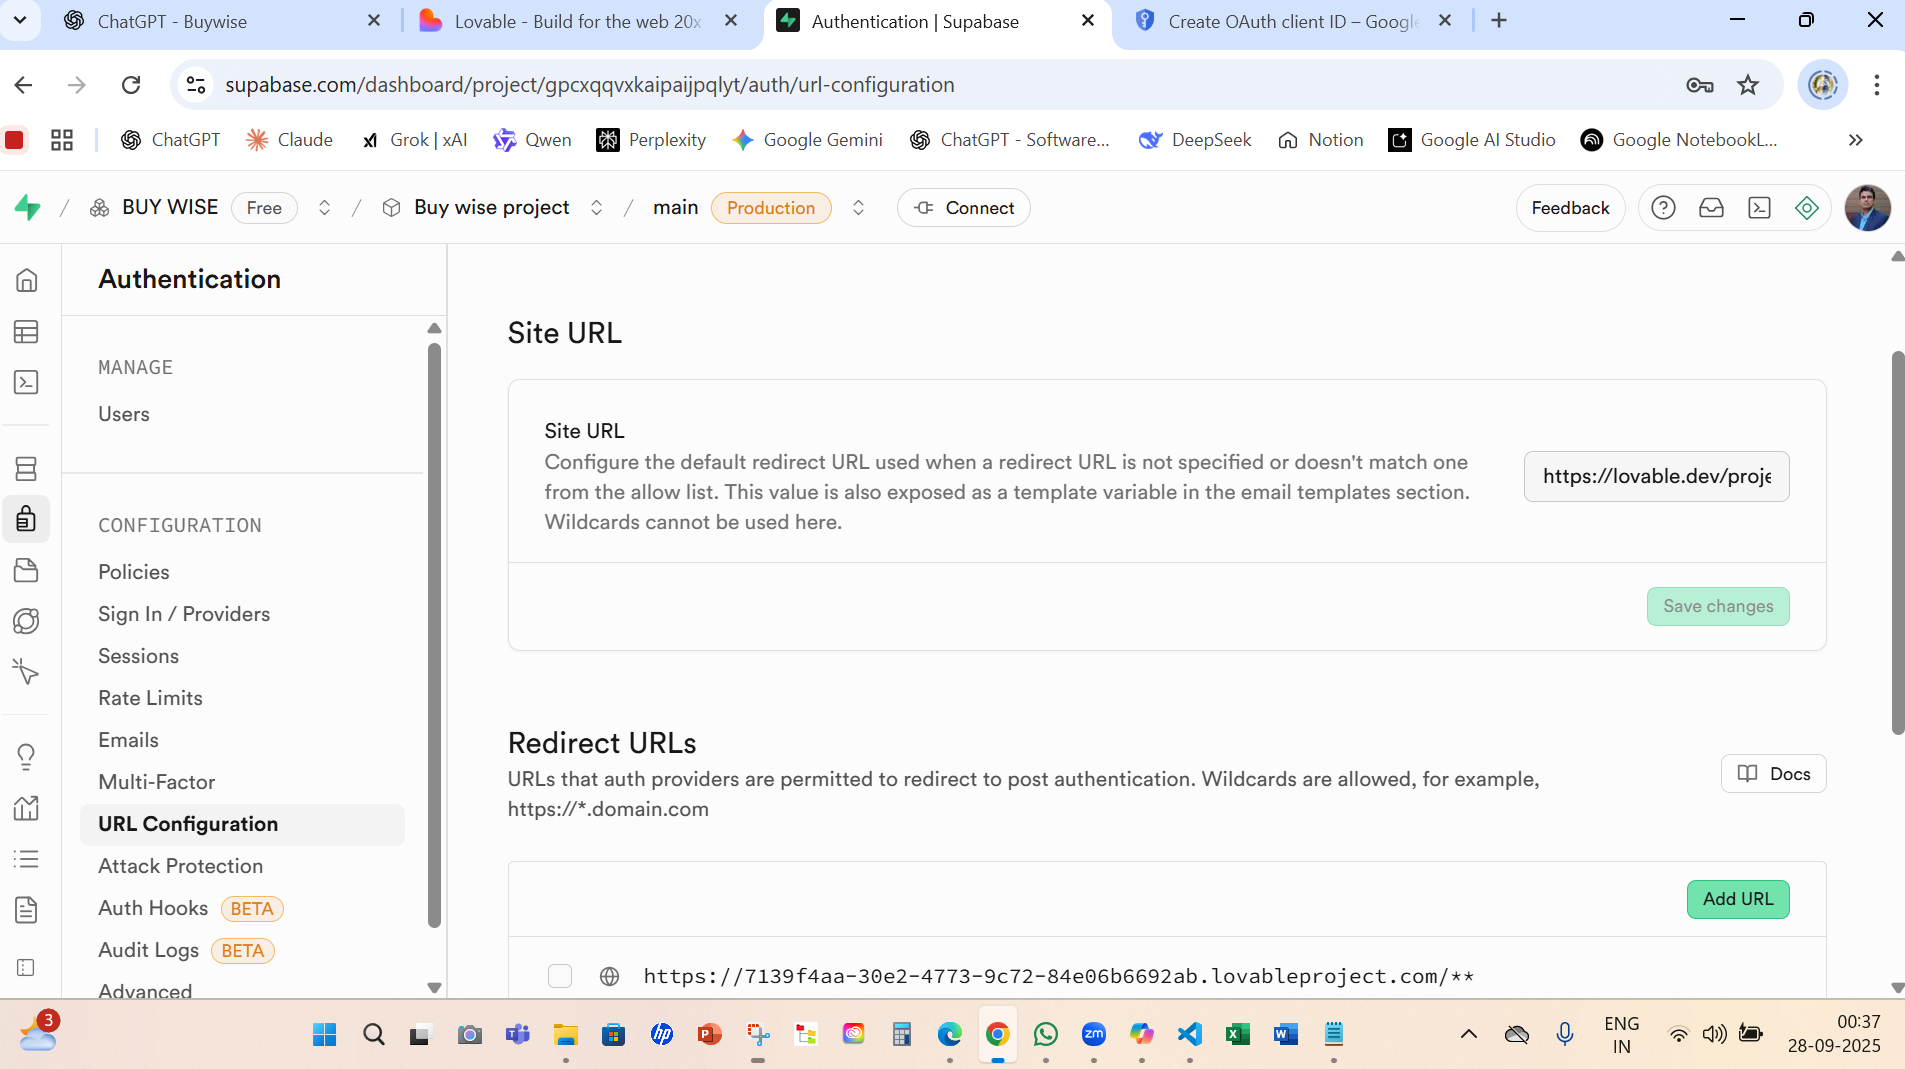 ChatGPT - Buywise
Lovable - Build for the web 20x
Authentication | Supabase
Create OAuth client ID – Google
supabase.com/dashboard/project/gpcxqqvxkaipaijpqlyt/auth/url-configuration
ChatGPT
Claude
Grok | xAI
Qwen
Perplexity
Google Gemini
ChatGPT - Software...
DeepSeek
Notion
Google AI Studio
Google NotebookL...
BUY WISE
Free
Buy wise project
main
Production
Connect
Feedback
Authentication
MANAGE
Users
CONFIGURATION
Policies
Sign In / Providers
Sessions
Rate Limits
Emails
Multi-Factor
URL Configuration
Attack Protection
Auth Hooks BETA
Audit Logs BETA
Advanced
Site URL
Site URL
Configure the default redirect URL used when a redirect URL is not specified or doesn't match one
from the allow list. This value is also exposed as a template variable in the email templates section.
Wildcards cannot be used here.
https://lovable.dev/proje
Save changes
Redirect URLs
URLs that auth providers are permitted to redirect to post authentication. Wildcards are allowed, for example,
https://*.domain.com
Docs
Add URL
https://7139f4aa-30e2-4773-9c72-84e06b6692ab.lovableproject.com/**
3
hp
zm
ENG
IN
00:37
28-09-2025